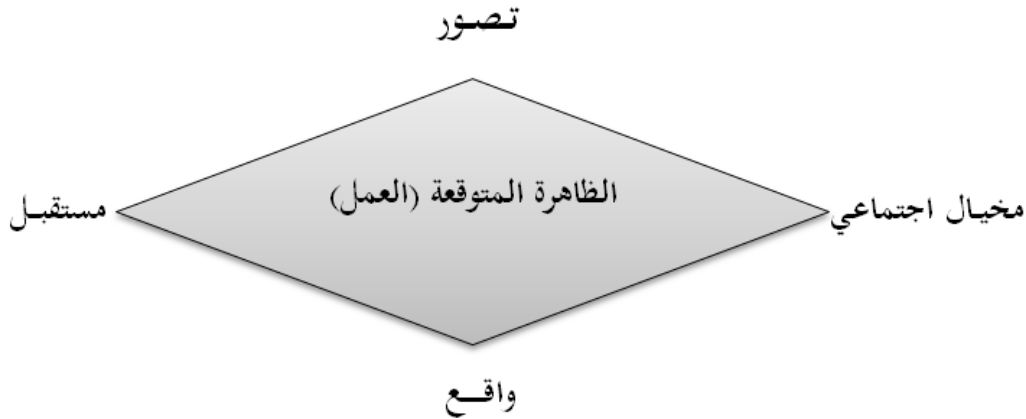 تصور
الظاهرة المتوقعة (العمل)
مخيال اجتماعي
مستقبل
واقع